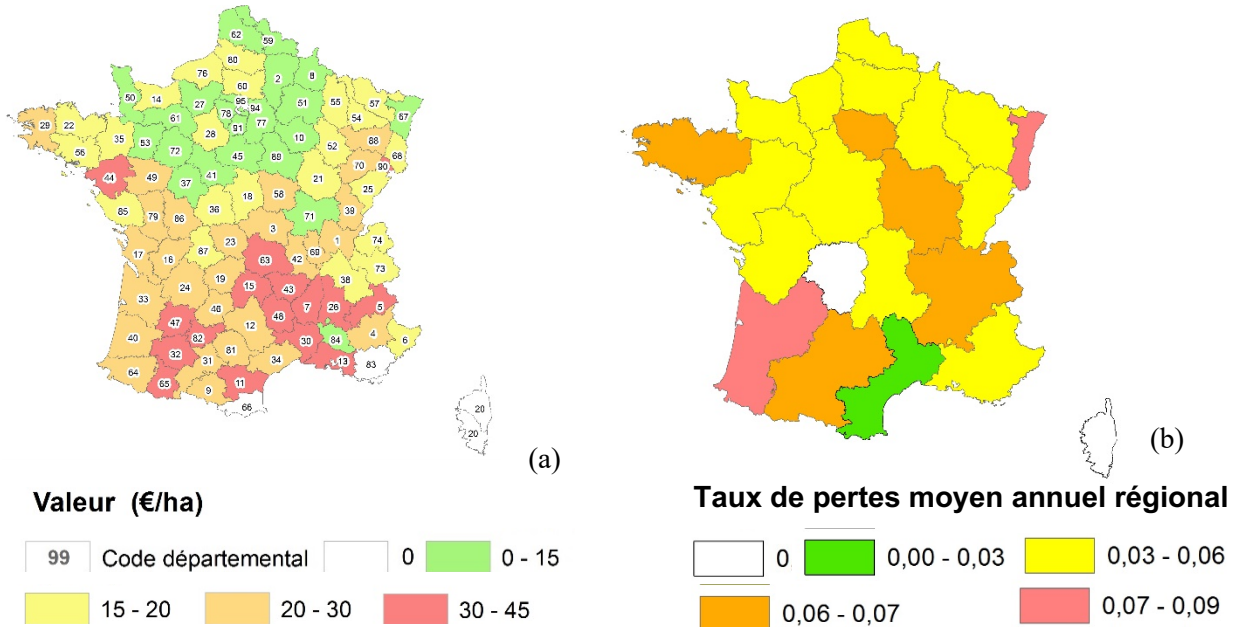 62 59
80
76 2 8
60
50 14 27 95 51 55 57
61 78 94 54 67
29 22 77
91
35 53 28 10 88
56 72 52 68
45 89 70 90
44 49 41
37 21 25
18 58
85 79 86 36 71 39
3
23 1 74
17 16 87 69
63 42
73
19 38
24 15 43
33 7 26 5
46
47 48
12 4
40 82 30 84 6
32 81
31 34 13 83
64
65 9 11
66
20
20
(a)
(b)
Valeur (€/ha)
99 Code départemental 0 0 - 15
15 - 20 20 - 30 30 - 45
Taux de pertes moyen annuel régional
0 0,00 - 0,03 0,03 - 0,06
0,06 - 0,07 0,07 - 0,09